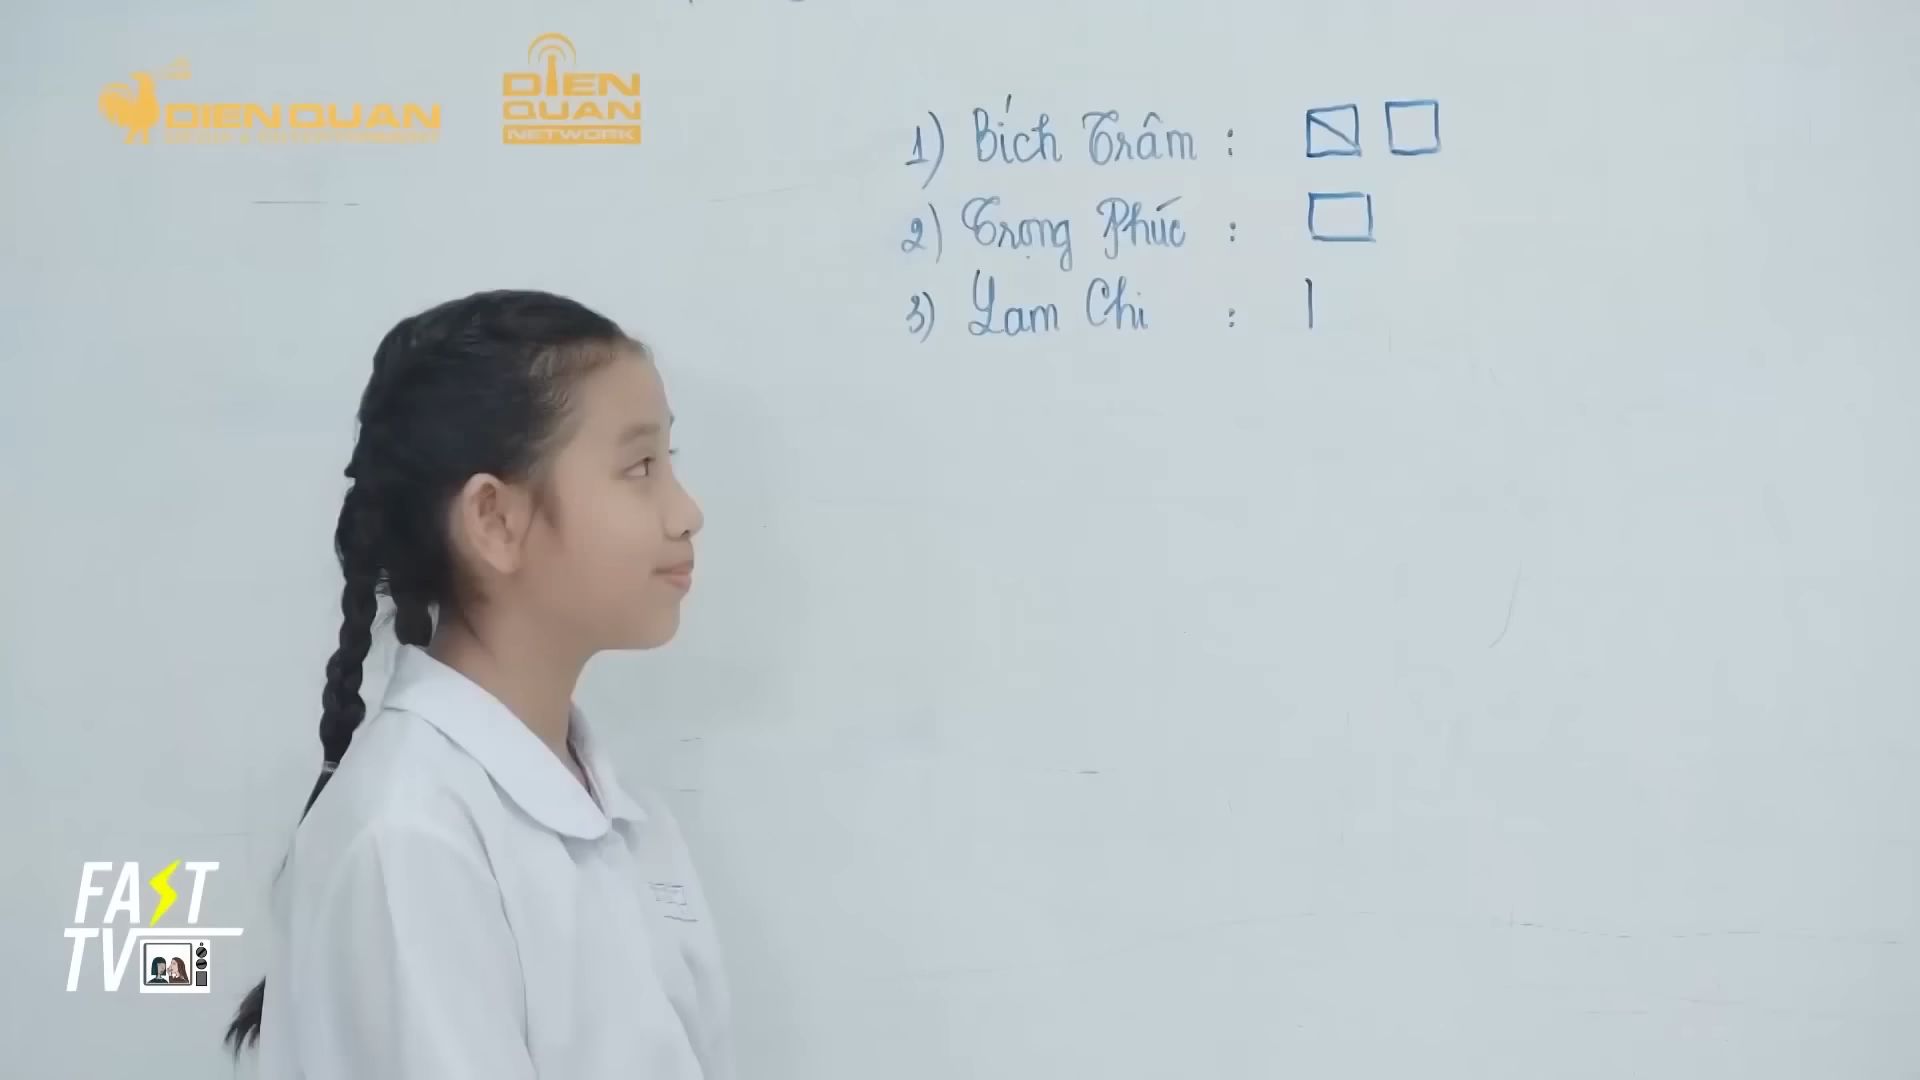 DIEN QUAN
DIEN
QUAN
NETWORK
1) Bích Trâm :
2) Trọng Phúc :
3) Lam Chi :
FAST
TV